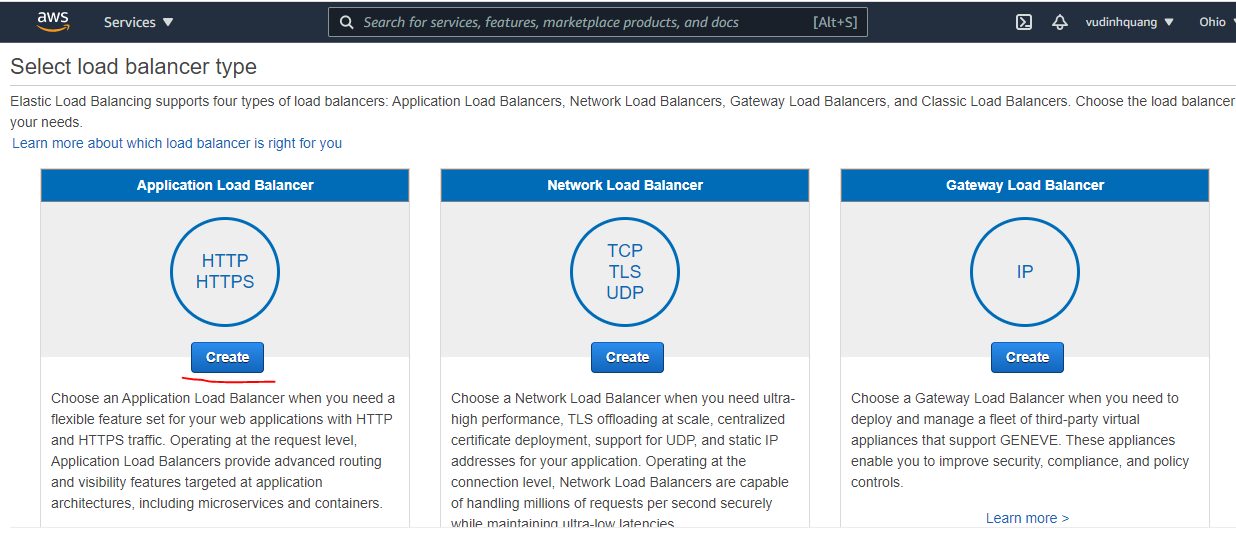 aws
Services
Search for services, features, marketplace products, and docs
[Alt+S]
vudinhquang
Ohio
Select load balancer type
Elastic Load Balancing supports four types of load balancers: Application Load Balancers, Network Load Balancers, Gateway Load Balancers, and Classic Load Balancers. Choose the load balancer
your needs.
Learn more about which load balancer is right for you
Application Load Balancer
HTTP
HTTPS
Create
Choose an Application Load Balancer when you need a
flexible feature set for your web applications with HTTP
and HTTPS traffic. Operating at the request level,
Application Load Balancers provide advanced routing
and visibility features targeted at application
architectures, including microservices and containers.
Network Load Balancer
TCP
TLS
UDP
Create
Choose a Network Load Balancer when you need ultra-
high performance, TLS offloading at scale, centralized
certificate deployment, support for UDP, and static IP
addresses for your application. Operating at the
connection level, Network Load Balancers are capable
of handling millions of requests per second securely
while maintaining ultra-low latencies.
Gateway Load Balancer
IP
Create
Choose a Gateway Load Balancer when you need to
deploy and manage a fleet of third-party virtual
appliances that support GENEVE. These appliances
enable you to improve security, compliance, and policy
controls.
Learn more >